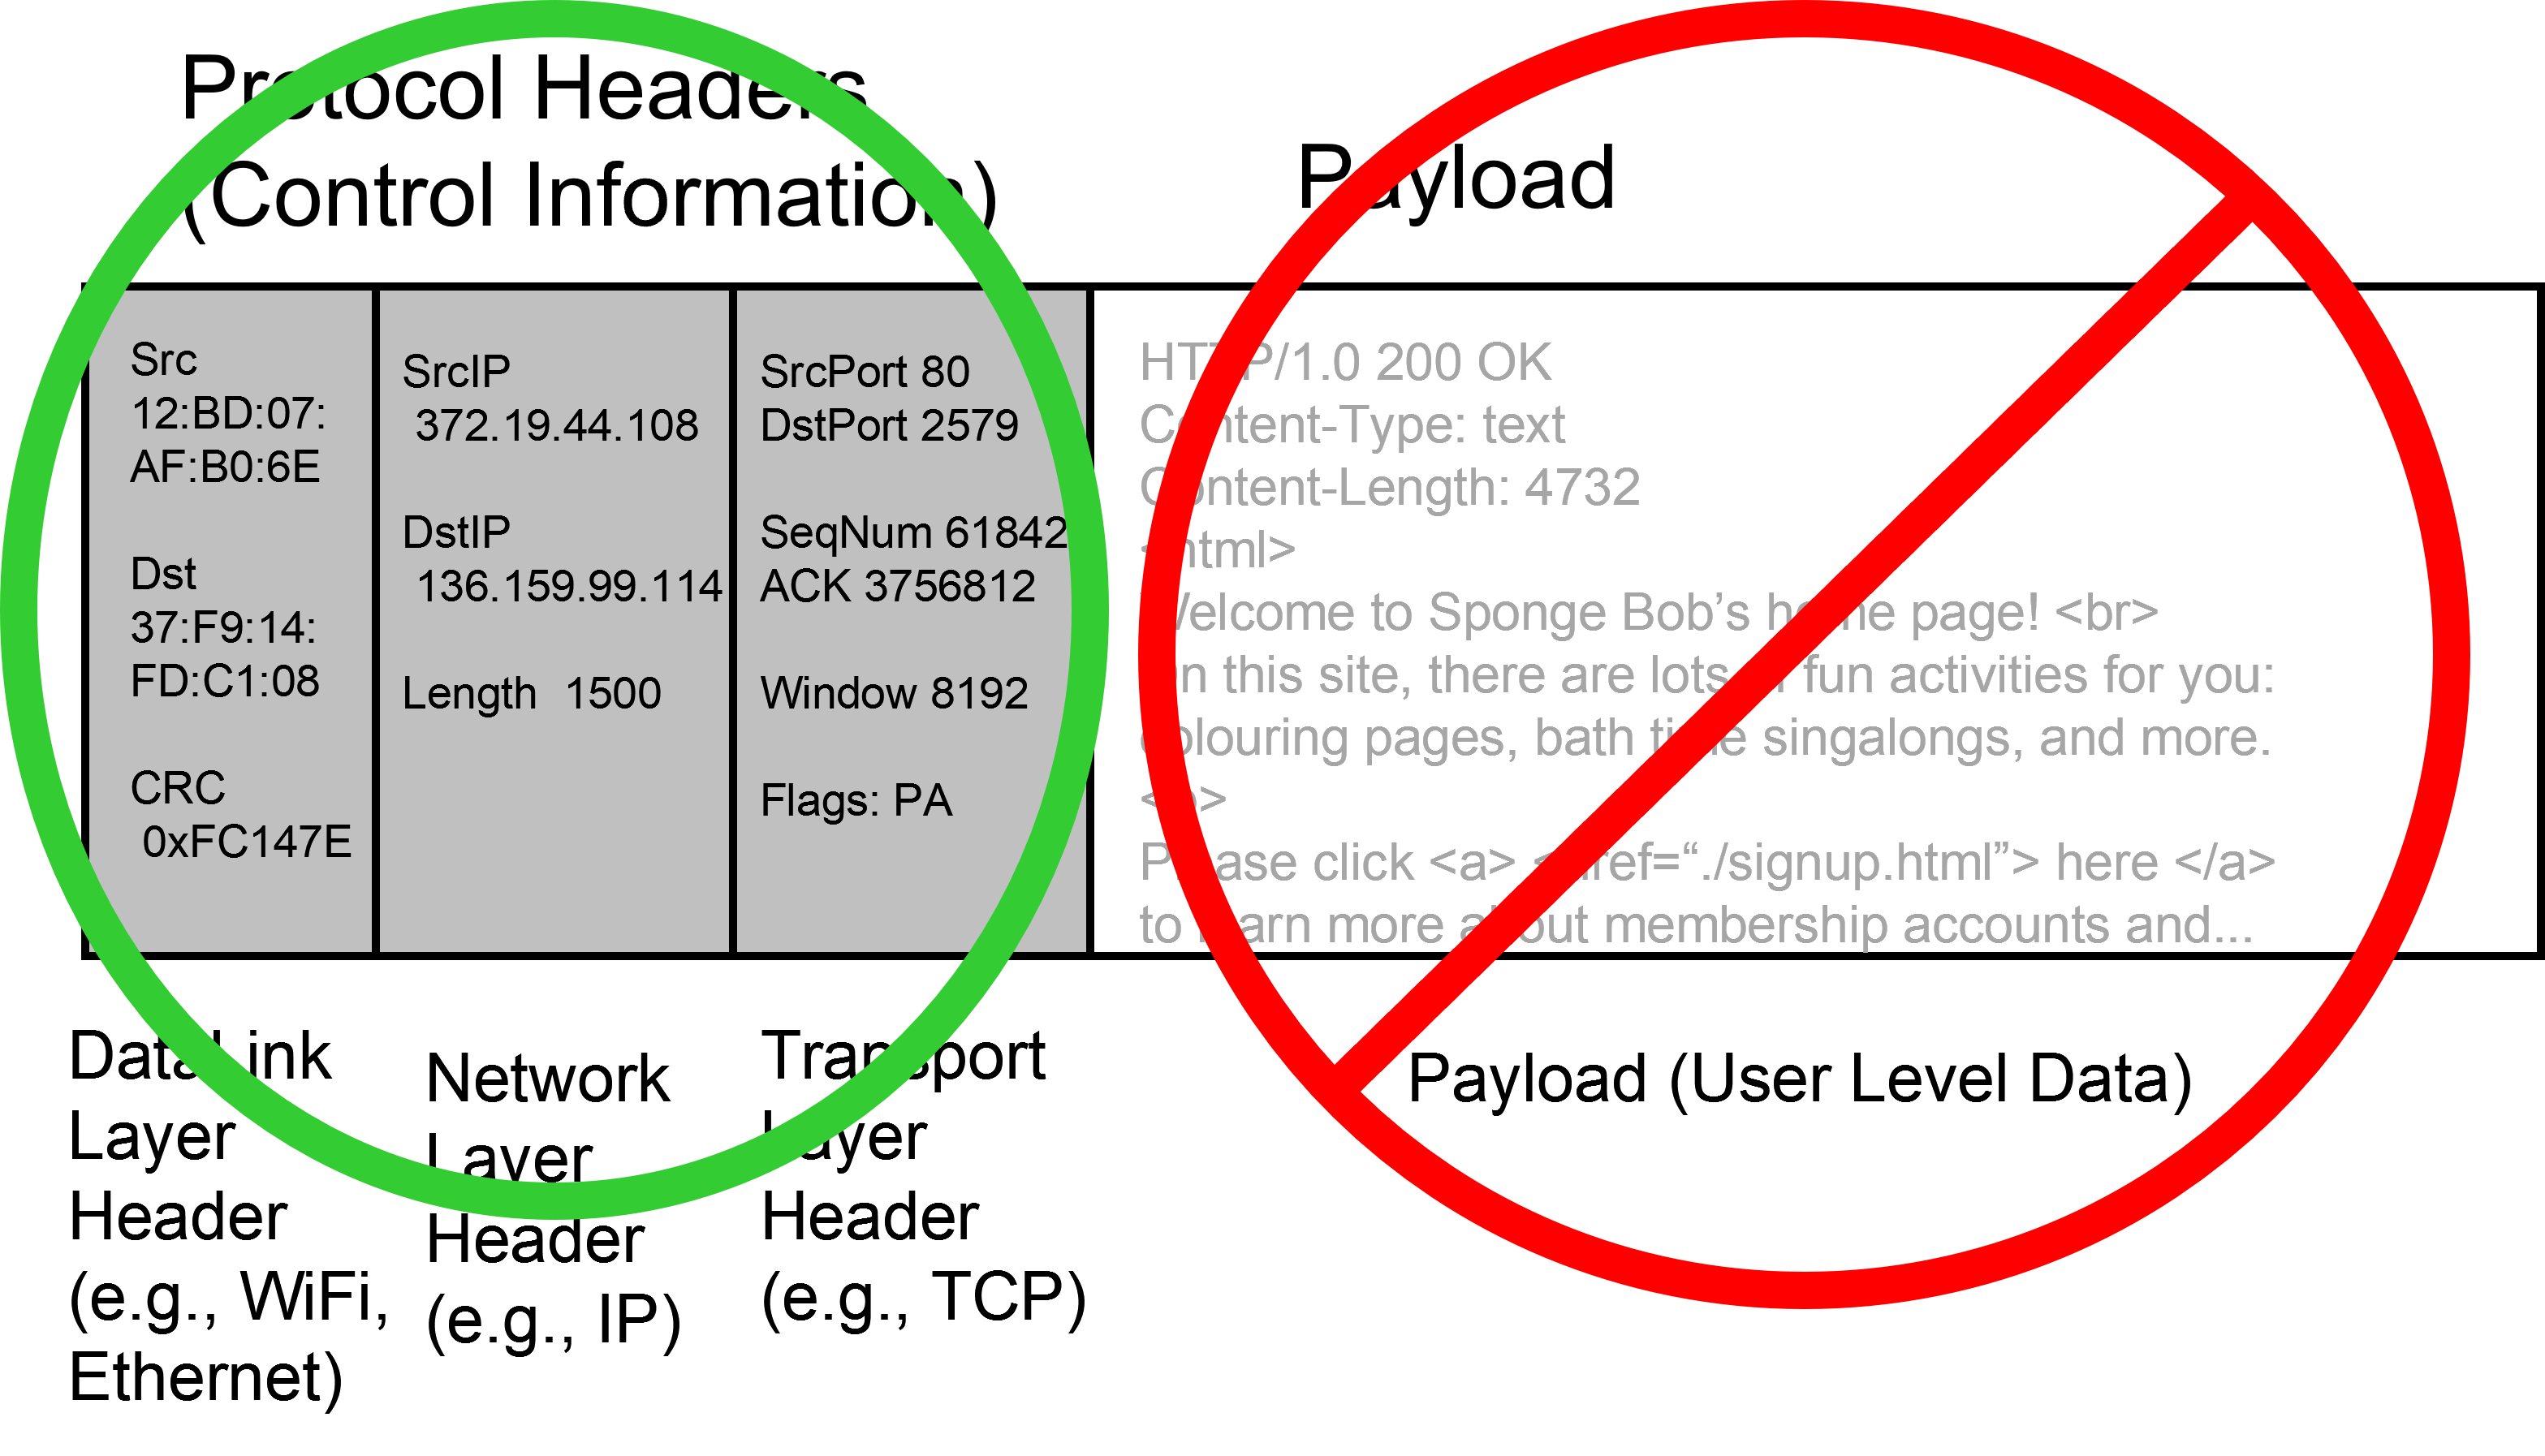 Protocol Headers
(Control Information)
Payload
Src
12:BD:07:
AF:B0:6E
Dst
37:F9:14:
FD:C1:08
CRC
0xFC147E
SrcIP
372.19.44.108
DstIP
136.159.99.114
Length 1500
SrcPort 80
DstPort 2579
SeqNum 61842
ACK 3756812
Window 8192
Flags: PA
HTTP/1.0 200 OK
Content-Type: text
Content-Length: 4732
<html>
Welcome to Sponge Bob’s home page! <br>
On this site, there are lots of fun activities for you:
colouring pages, bath time singalongs, and more.
<p>
Please click <a> <href=“./signup.html”> here </a>
to learn more about membership accounts and...
Data Link
Layer
Header
(e.g., WiFi,
Ethernet)
Network
Layer
Header
(e.g., IP)
Transport
Layer
Header
(e.g., TCP)
Payload (User Level Data)